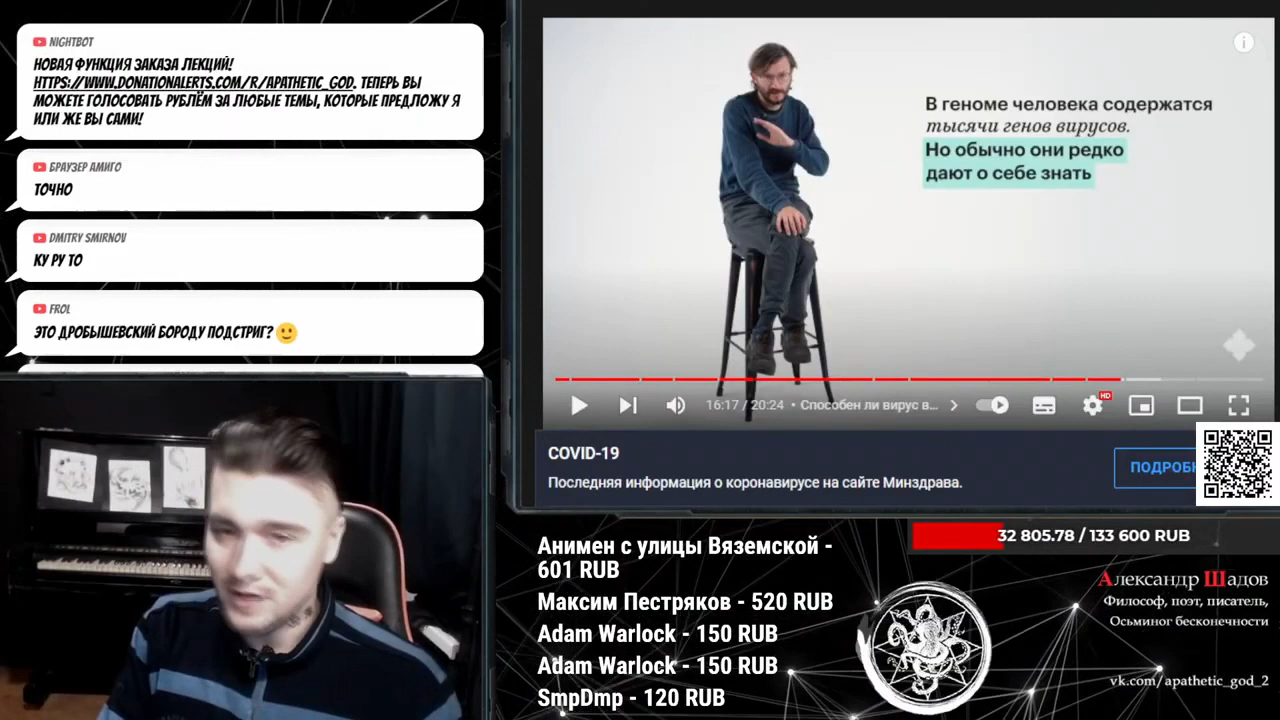 NIGHTBOT
НОВАЯ ФУНКЦИЯ ЗАКАЗА ЛЕКЦИЙ!
HTTPS://WWW.DONATIONALERTS.COM/R/APATHETIC_GOD. ТЕПЕРЬ ВЫ
МОЖЕТЕ ГОЛОСОВАТЬ РУБЛЁМ ЗА ЛЮБЫЕ ТЕМЫ, КОТОРЫЕ ПРЕДЛОЖУ Я
ИЛИ ЖЕ ВЫ САМИ!
БРАУЗЕР АМИГО
ТОЧНО
DMITRY SMIRNOV
КУ РУ ТО
FROL
ЭТО ДРОБЫШЕВСКИЙ БОРОДУ ПОДСТРИГ? 🙂
В геноме человека содержатся
тысячи генов вирусов.
Но обычно они редко
дают о себе знать
16:17 / 20:24 • Способен ли вирус в...
HD
COVID-19
Последняя информация о коронавирусе на сайте Минздрава.
ПОДРОБН
32 805.78 / 133 600 RUB
Анимен с улицы Вяземской -
601 RUB
Максим Пестряков - 520 RUB
Adam Warlock - 150 RUB
Adam Warlock - 150 RUB
SmpDmp - 120 RUB
Александр Шадов
Философ, поэт, писатель,
Осьминог бесконечности
vk.com/apathetic_god_2